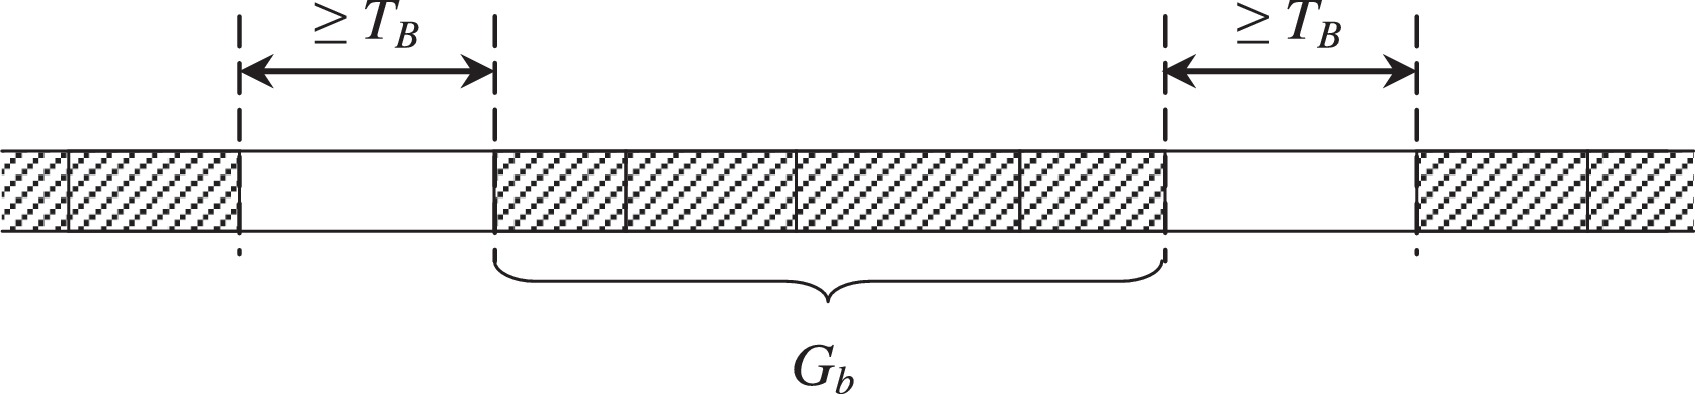 ≥ T_B ≥ T_B
G_b